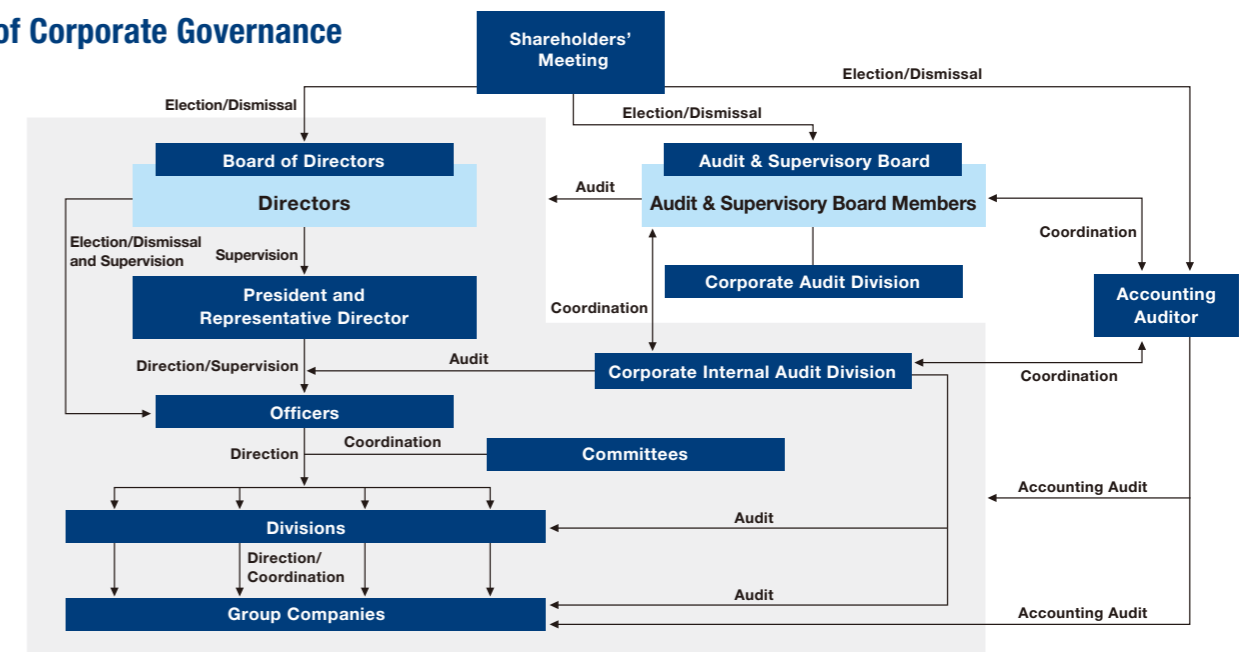 of Corporate Governance
Shareholders'
Meeting
Election/Dismissal
Election/Dismissal
Election/Dismissal
Board of Directors
Audit & Supervisory Board
Directors
Audit
Audit & Supervisory Board Members
Coordination
Election/Dismissal
and Supervision
Supervision
Corporate Audit Division
President and
Representative Director
Coordination
Accounting
Auditor
Direction/Supervision
Audit
Corporate Internal Audit Division
Coordination
Officers
Direction
Coordination
Committees
Accounting Audit
Divisions
Audit
Direction/
Coordination
Group Companies
Audit
Accounting Audit